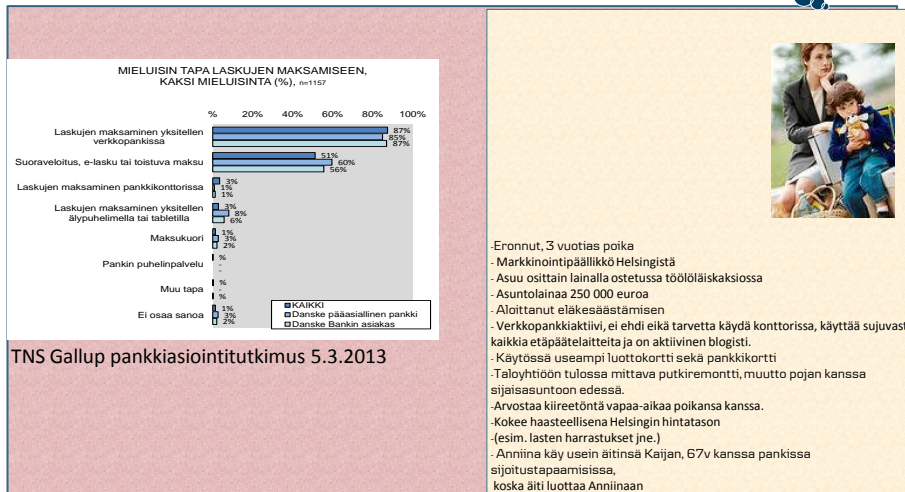 MIELUISIN TAPA LASKUJEN MAKSAMISEEN,
KAKSI MIELUISINTA (%), n=1157
% 20% 40% 60% 80% 100%
Laskujen maksaminen yksitellen
verkkopankissa
87%
85%
87%
Suoraveloitus, e-lasku tai toistuva maksu
51%
60%
56%
Laskujen maksaminen pankkikonttorissa
3%
1%
1%
Laskujen maksaminen yksitellen
älypuhelimella tai tabletilla
3%
8%
6%
Maksukuori
1%
3%
2%
Pankin puhelinpalvelu
%
-
-
Muu tapa
%
-
%
Ei osaa sanoa
1%
3%
2%
KAIKKI
Danske pääasiallinen pankki
Danske Bankin asiakas
TNS Gallup pankkiasiointitutkimus 5.3.2013
-Eronnut, 3 vuotias poika
- Markkinointipäällikkö Helsingistä
- Asuu osittain lainalla ostetussa töölöläiskaksiossa
- Asuntolainaa 250 000 euroa
- Aloittanut eläkesäästämisen
- Verkkopankkiaktiivi, ei ehdi eikä tarvetta käydä konttorissa, käyttää sujuvast
kaikkia etäpäätelaitteita ja on aktiivinen blogisti.
- Käytössä useampi luottokortti sekä pankkikortti
-Taloyhtiöön tulossa mittava putkiremontti, muutto pojan kanssa
sijaisasuntoon edessä.
-Arvostaa kiireetöntä vapaa-aikaa poikansa kanssa.
-Kokee haasteellisena Helsingin hintatason
-(esim. lasten harrastukset jne.)
- Anniina käy usein äitinsä Kaijan, 67v kanssa pankissa
sijoitustapaamisissa,
koska äiti luottaa Anniinaan